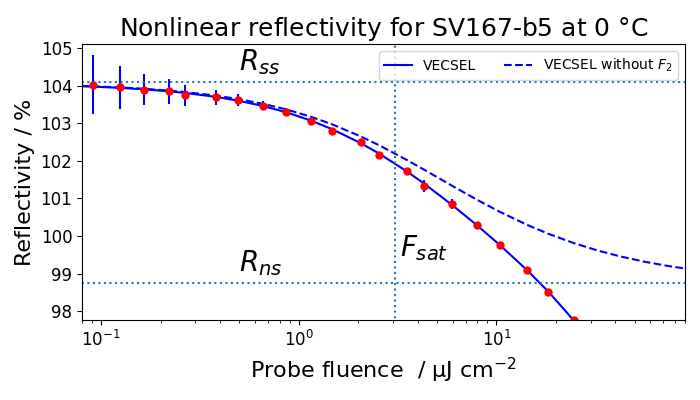 Nonlinear reflectivity for SV167-b5 at 0 °C
105
104
103
102
101
100
99
98
Reflectivity / %
R_ss
R_ns
F_sat
VECSEL
VECSEL without F_2
10^{-1}
10^0
10^1
Probe fluence / μJ cm^{-2}